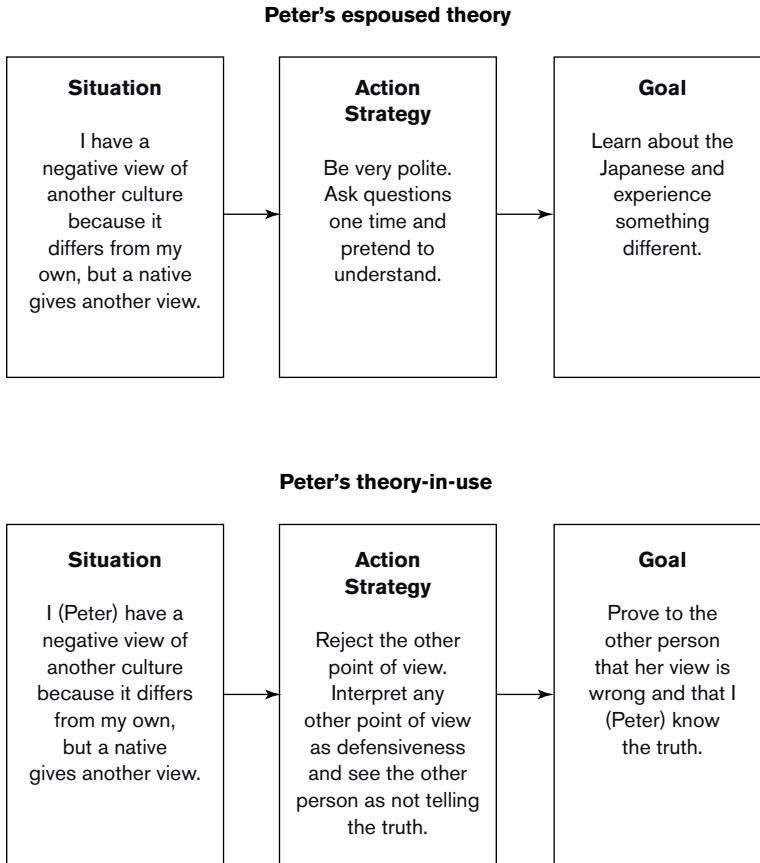 Peter's espoused theory
Situation
I have a
negative view of
another culture
because it
differs from my
own, but a native
gives another view.
Action
Strategy
Be very polite.
Ask questions
one time and
pretend to
understand.
Goal
Learn about the
Japanese and
experience
something
different.
Peter's theory-in-use
Situation
I (Peter) have a
negative view of
another culture
because it differs
from my own,
but a native
gives another view.
Action
Strategy
Reject the other
point of view.
Interpret any
other point of view
as defensiveness
and see the other
person as not telling
the truth.
Goal
Prove to the
other person
that her view is
wrong and that I
(Peter) know
the truth.